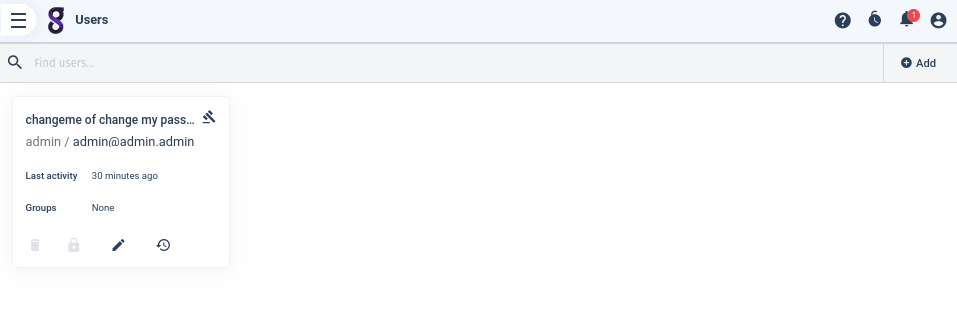 Users
1
Find users...
Add
changeme of change my pass...
admin / admin@admin.admin
Last activity 30 minutes ago
Groups None